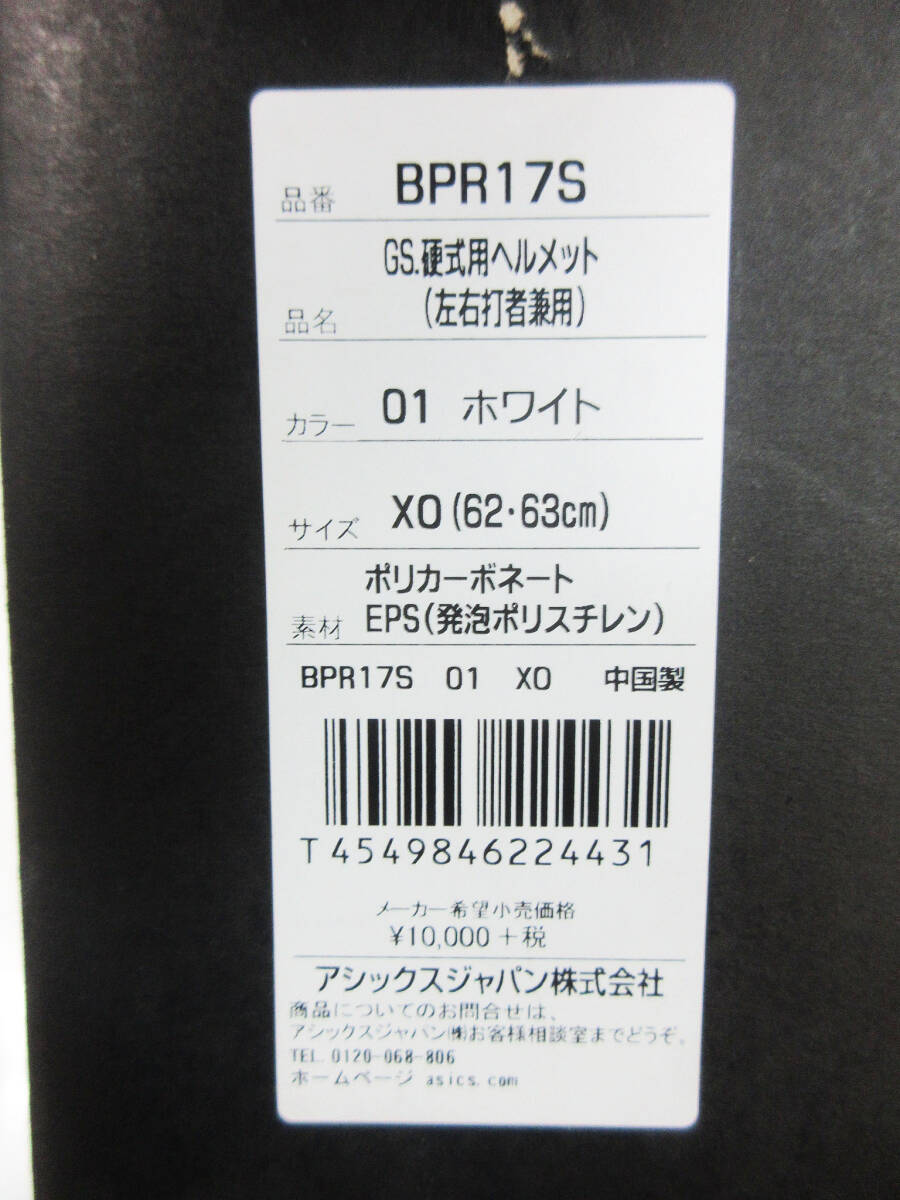 品番 BPR17S
GS.硬式用ヘルメット
品名 (左右打者兼用)
カラー 01 ホワイト
サイズ XO(62・63cm)
ポリカーボネート
素材 EPS(発泡ポリスチレン)
BPR17S 01 XO 中国製
T4549846224431
メーカー希望小売価格
¥10,000+税
アシックスジャパン株式会社
商品についてのお問合せは、
アシックスジャパン㈱お客様相談室までどうぞ。
TEL. 0120-068-806
ホームページ asics.com